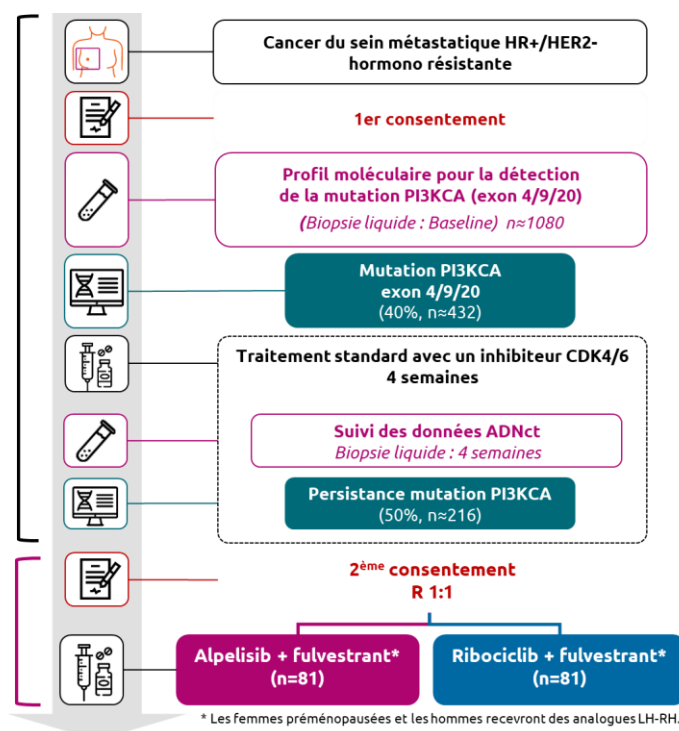 Cancer du sein métastatique HR+/HER2-
hormono résistante
1er consentement
Profil moléculaire pour la détection
de la mutation PI3KCA (exon 4/9/20)
(Biopsie liquide : Baseline) n≈1080
Mutation PI3KCA
exon 4/9/20
(40%, n≈432)
Traitement standard avec un inhibiteur CDK4/6
4 semaines
Suivi des données ADNct
Biopsie liquide : 4 semaines
Persistance mutation PI3KCA
(50%, n≈216)
2ème consentement
R 1:1
Alpelisib + fulvestrant*
(n=81)
Ribociclib + fulvestrant*
(n=81)
* Les femmes préménopausées et les hommes recevront des analogues LH-RH.